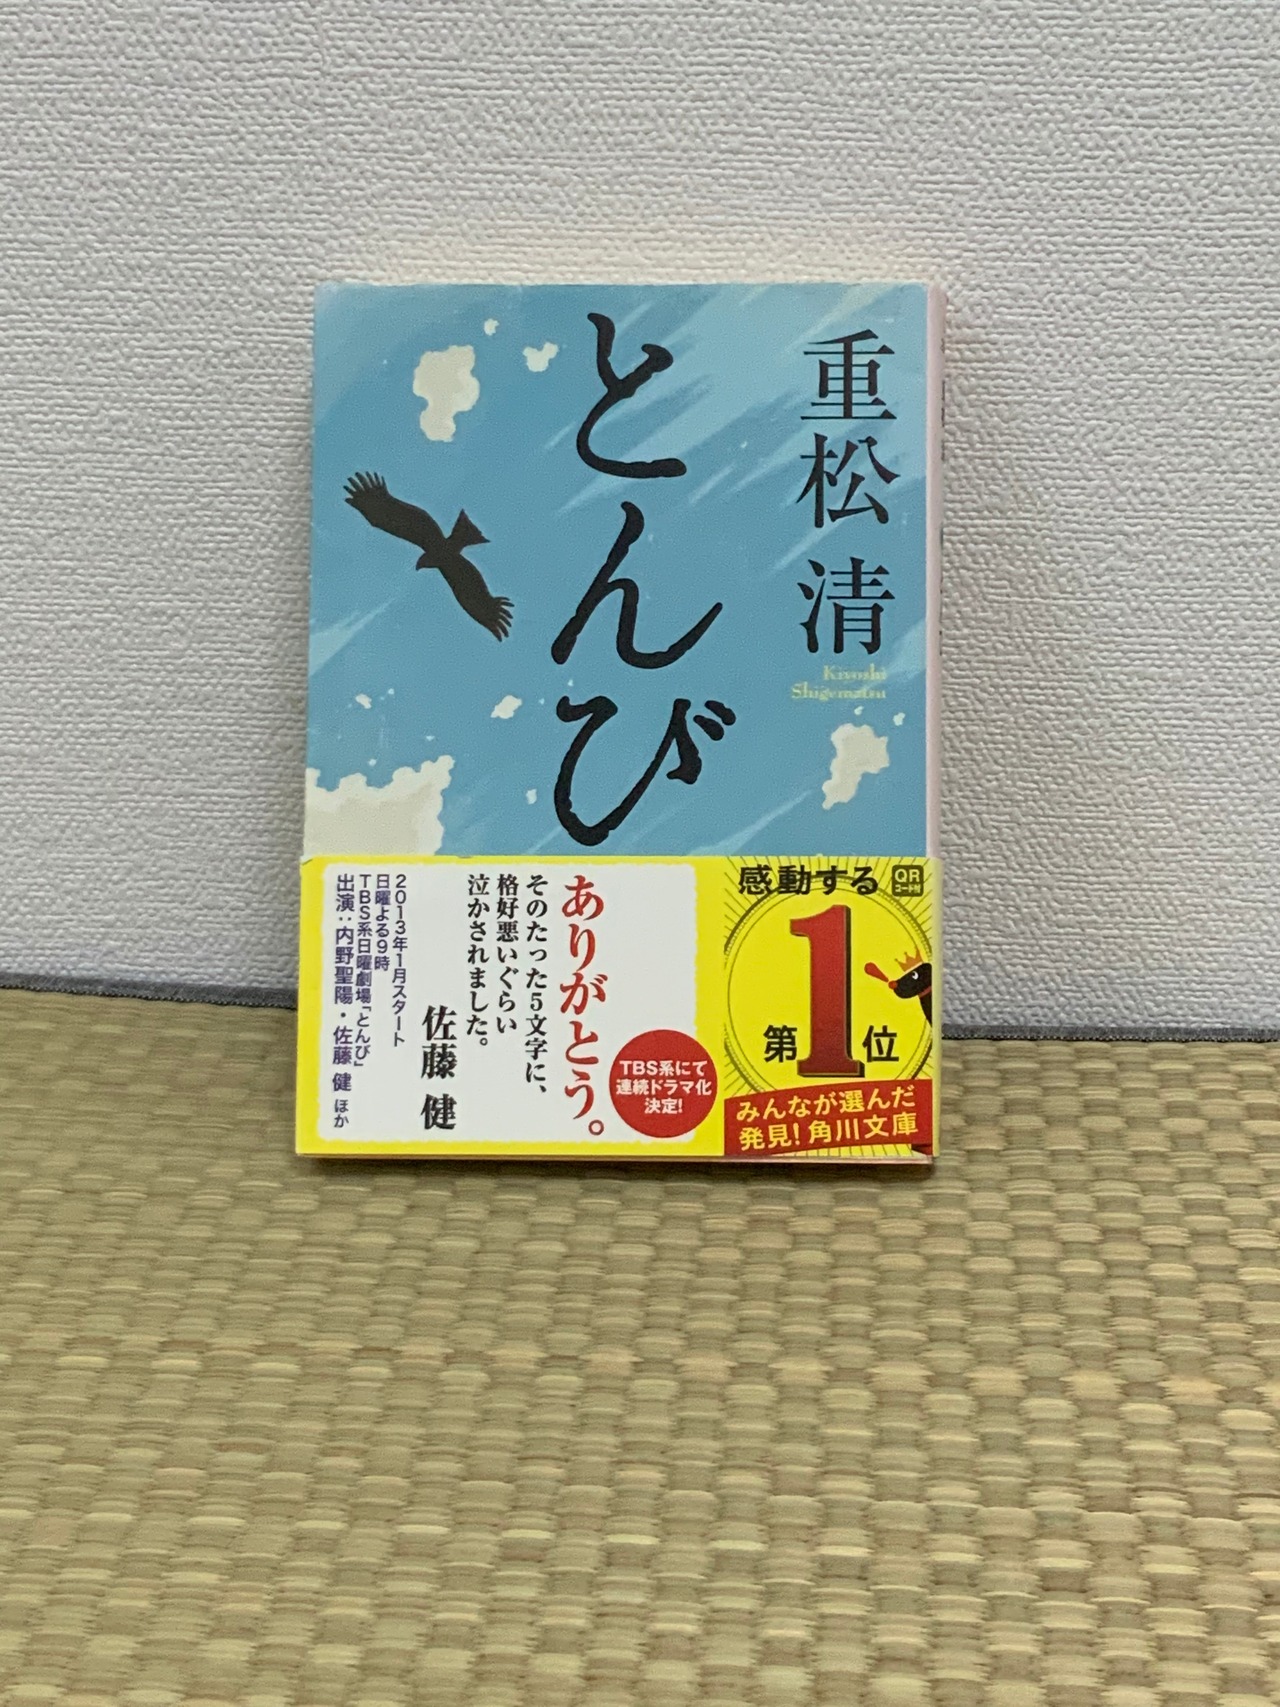 重松 清
Kiyoshi
Shigematsu
とんび
感動する
QR
コード付
第1位
みんなが選んだ
発見!角川文庫
TBS系にて
連続ドラマ化
決定!
ありがとう。
そのたった5文字に、
格好悪いぐらい
泣かされました。
佐藤 健
2013年1月スタート
日曜よる9時
TBS系日曜劇場「とんび」
出演:内野聖陽・佐藤 健 ほか